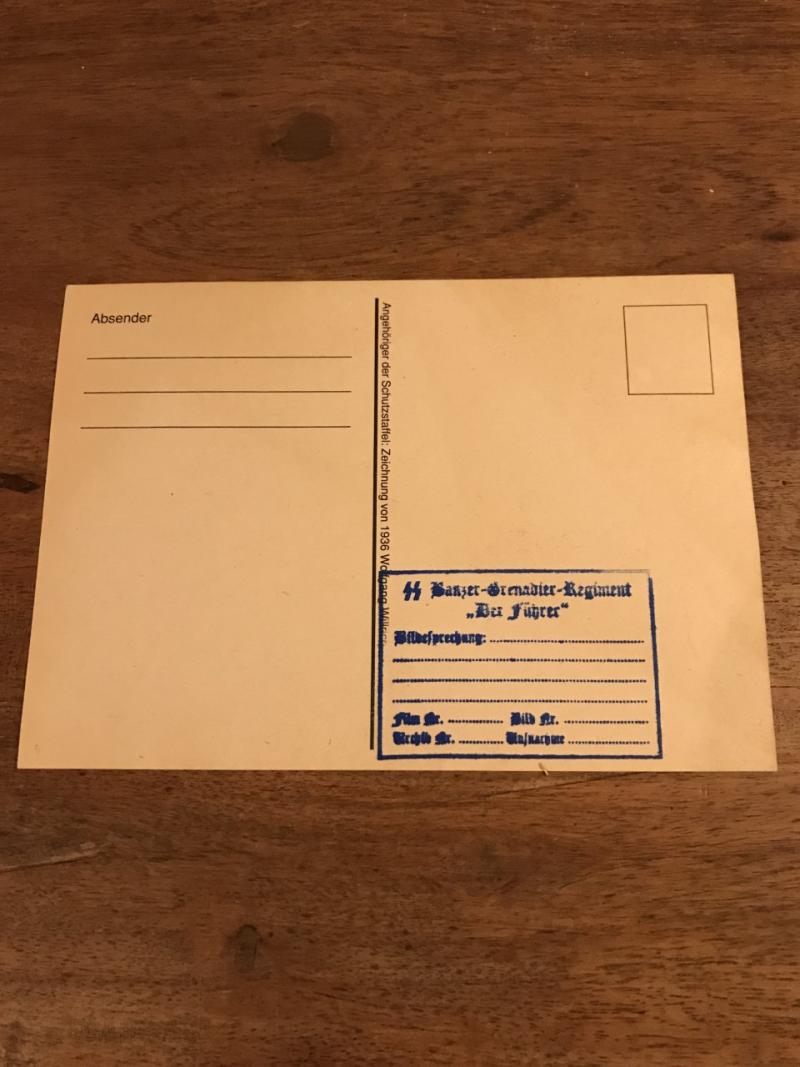 Absender
Angehöriger der Schutzstaffel: Zeichnung von 1936 Wolfgang Willrich
SS Panzer-Grenadier-Regiment
„Der Führer“
Bildbesprechung:
Film Nr. Bild Nr.
Archiv Nr. Aufnachme